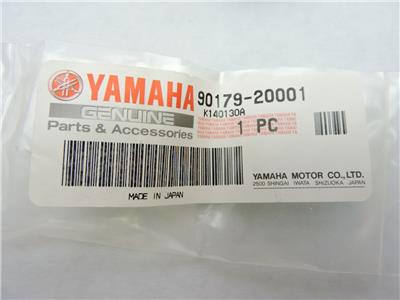 YAMAHA 90179-20001
GENUINE K140130A
Parts & Accessories 1 PC
YAMAHA MOTOR CO., LTD.
2500 SHINGAI IWATA SHIZUOKA JAPAN
MADE IN JAPAN